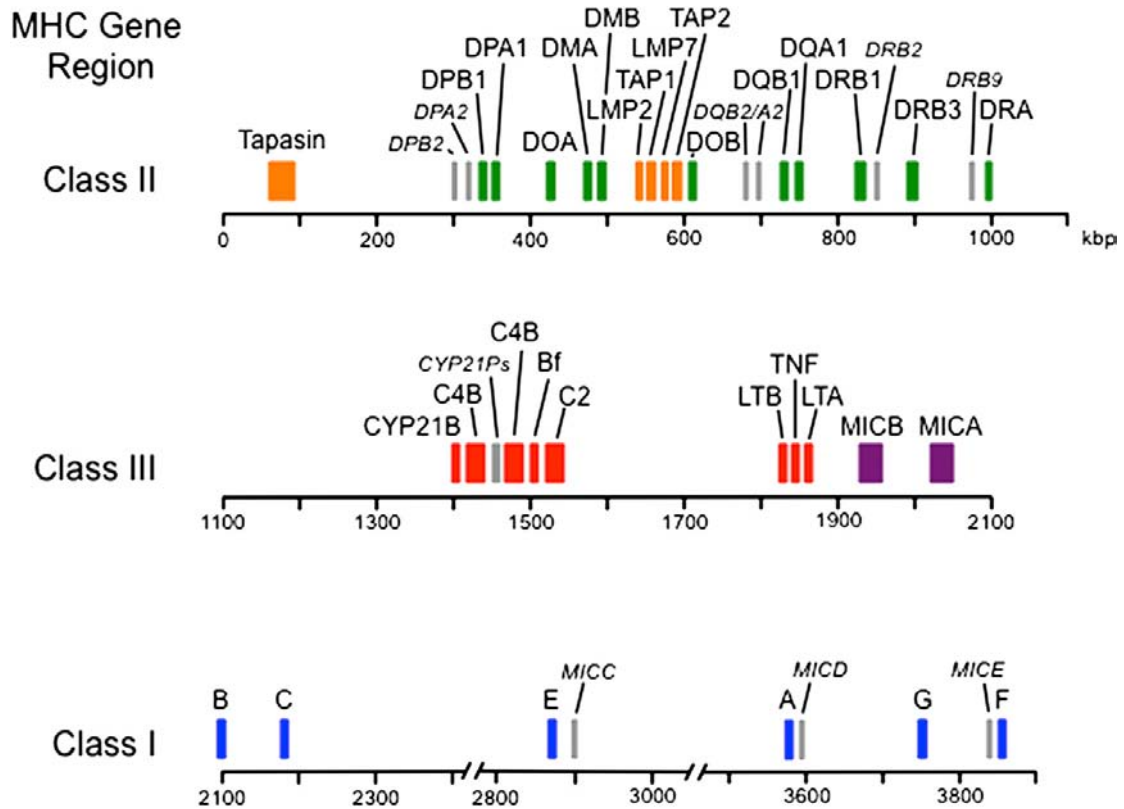 MHC Gene
Region
DMB TAP2
DPA1 DMA LMP7 DQA1 DRB2
DPB1 TAP1 DQB1 DRB1 DRB9
DPA2 LMP2 DQB2/A2 DRB3 DRA
Tapasin DPB2 DOA DOB
Class II
0 200 400 600 800 1000 kbp
C4B
CYP21Ps Bf TNF
C4B C2 LTB LTA
CYP21B MICB MICA
Class III
1100 1300 1500 1700 1900 2100
MICC MICD MICE
B C E A G F
Class I
2100 2300 2800 3000 3600 3800